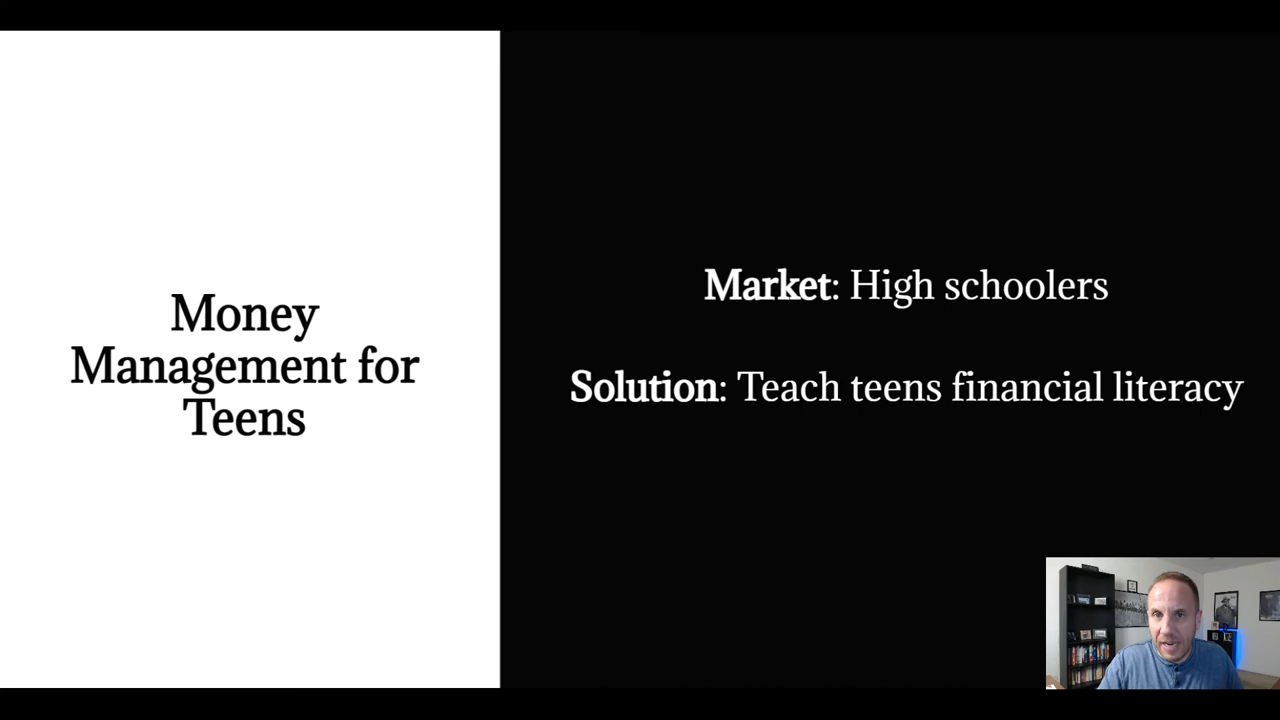 Money
Management for
Teens
Market: High schoolers
Solution: Teach teens financial literacy